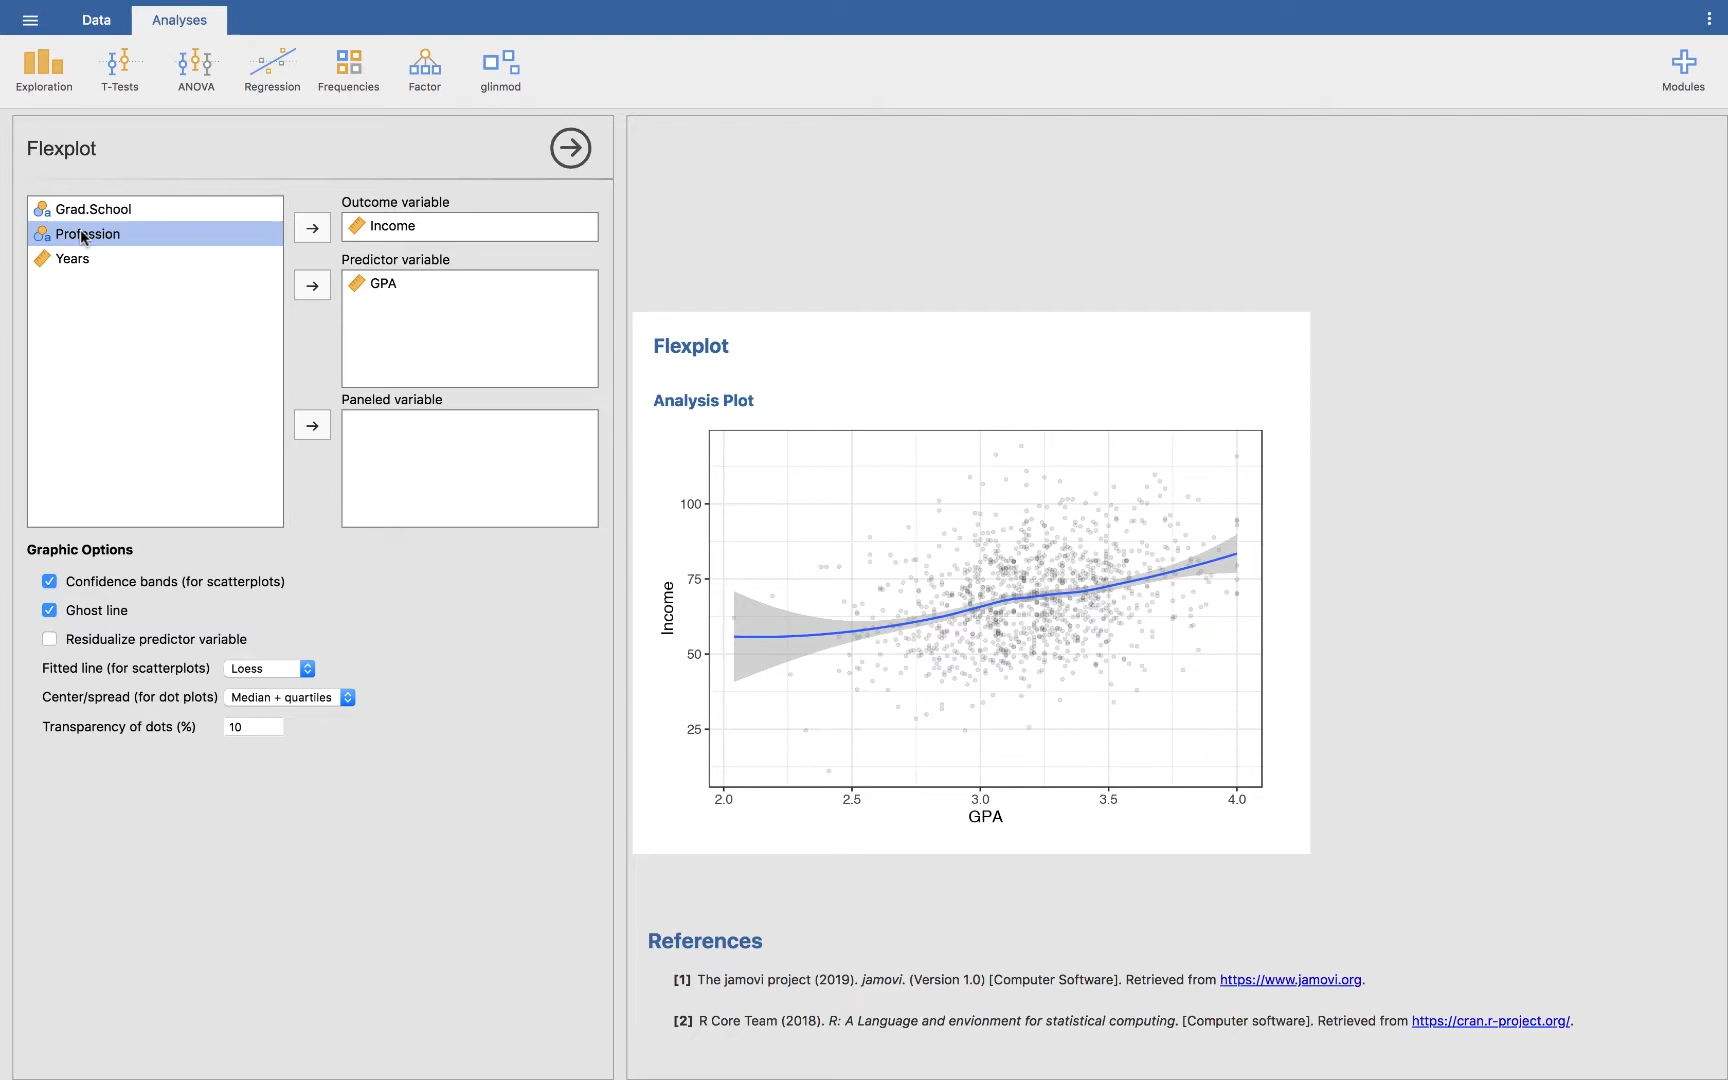 Data
Analyses
Exploration
T-Tests
ANOVA
Regression
Frequencies
Factor
glinmod
Modules
Flexplot
Grad.School
Profession
Years
Outcome variable
Income
Predictor variable
GPA
Paneled variable
Graphic Options
Confidence bands (for scatterplots)
Ghost line
Residualize predictor variable
Fitted line (for scatterplots) Loess
Center/spread (for dot plots) Median + quartiles
Transparency of dots (%) 10
Flexplot
Analysis Plot
100
75
50
25
Income
2.0 2.5 3.0 3.5 4.0
GPA
References
[1] The jamovi project (2019). jamovi. (Version 1.0) [Computer Software]. Retrieved from https://www.jamovi.org.
[2] R Core Team (2018). R: A Language and envionment for statistical computing. [Computer software]. Retrieved from https://cran.r-project.org/.